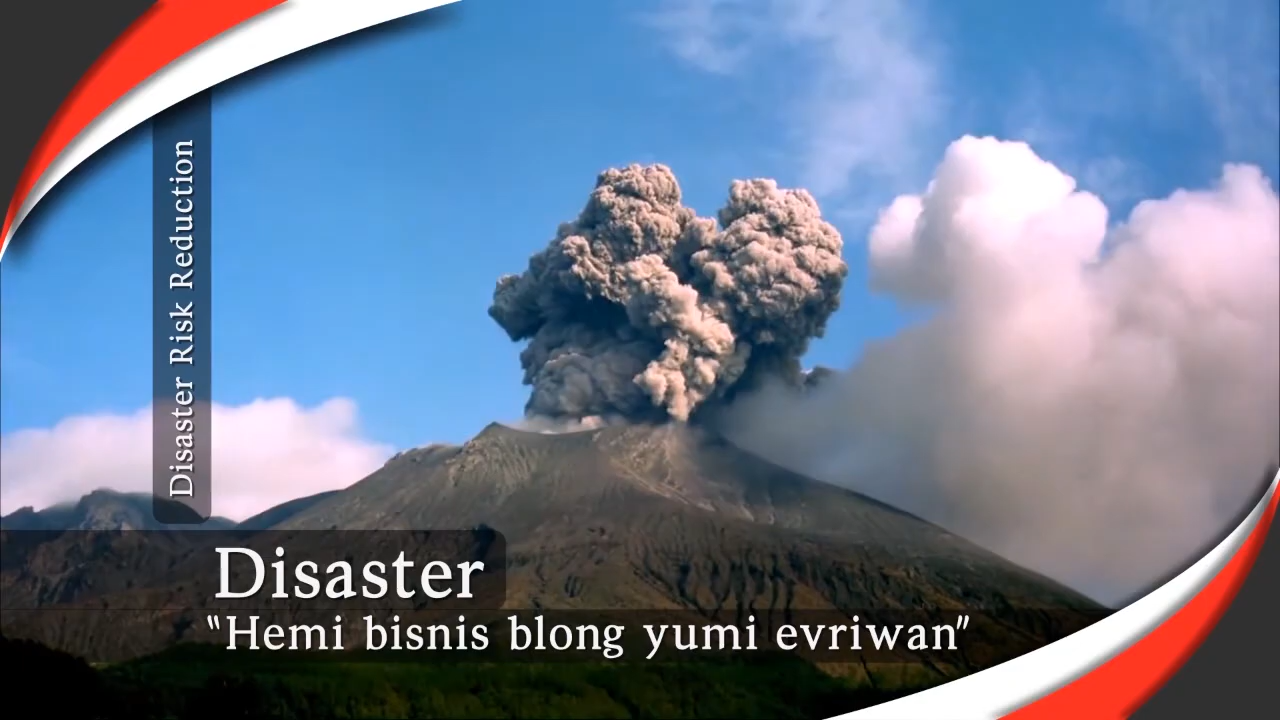 Disaster Risk Reduction
Disaster
"Hemi bisnis blong yumi evriwan"